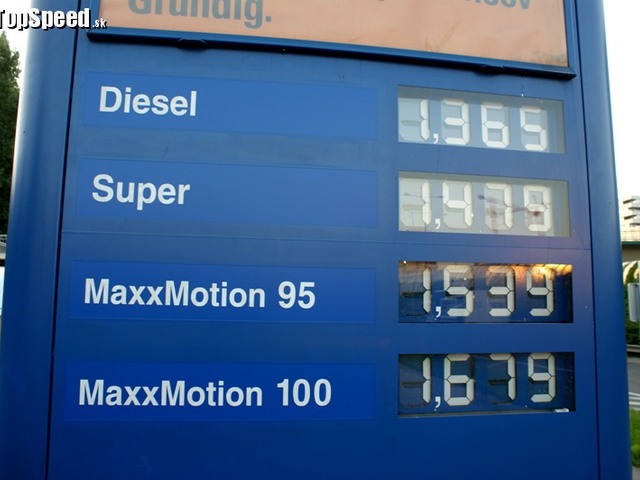 TopSpeed.sk
Grundig.
Diesel 1,365
Super 1,479
MaxxMotion 95 1,539
MaxxMotion 100 1,679